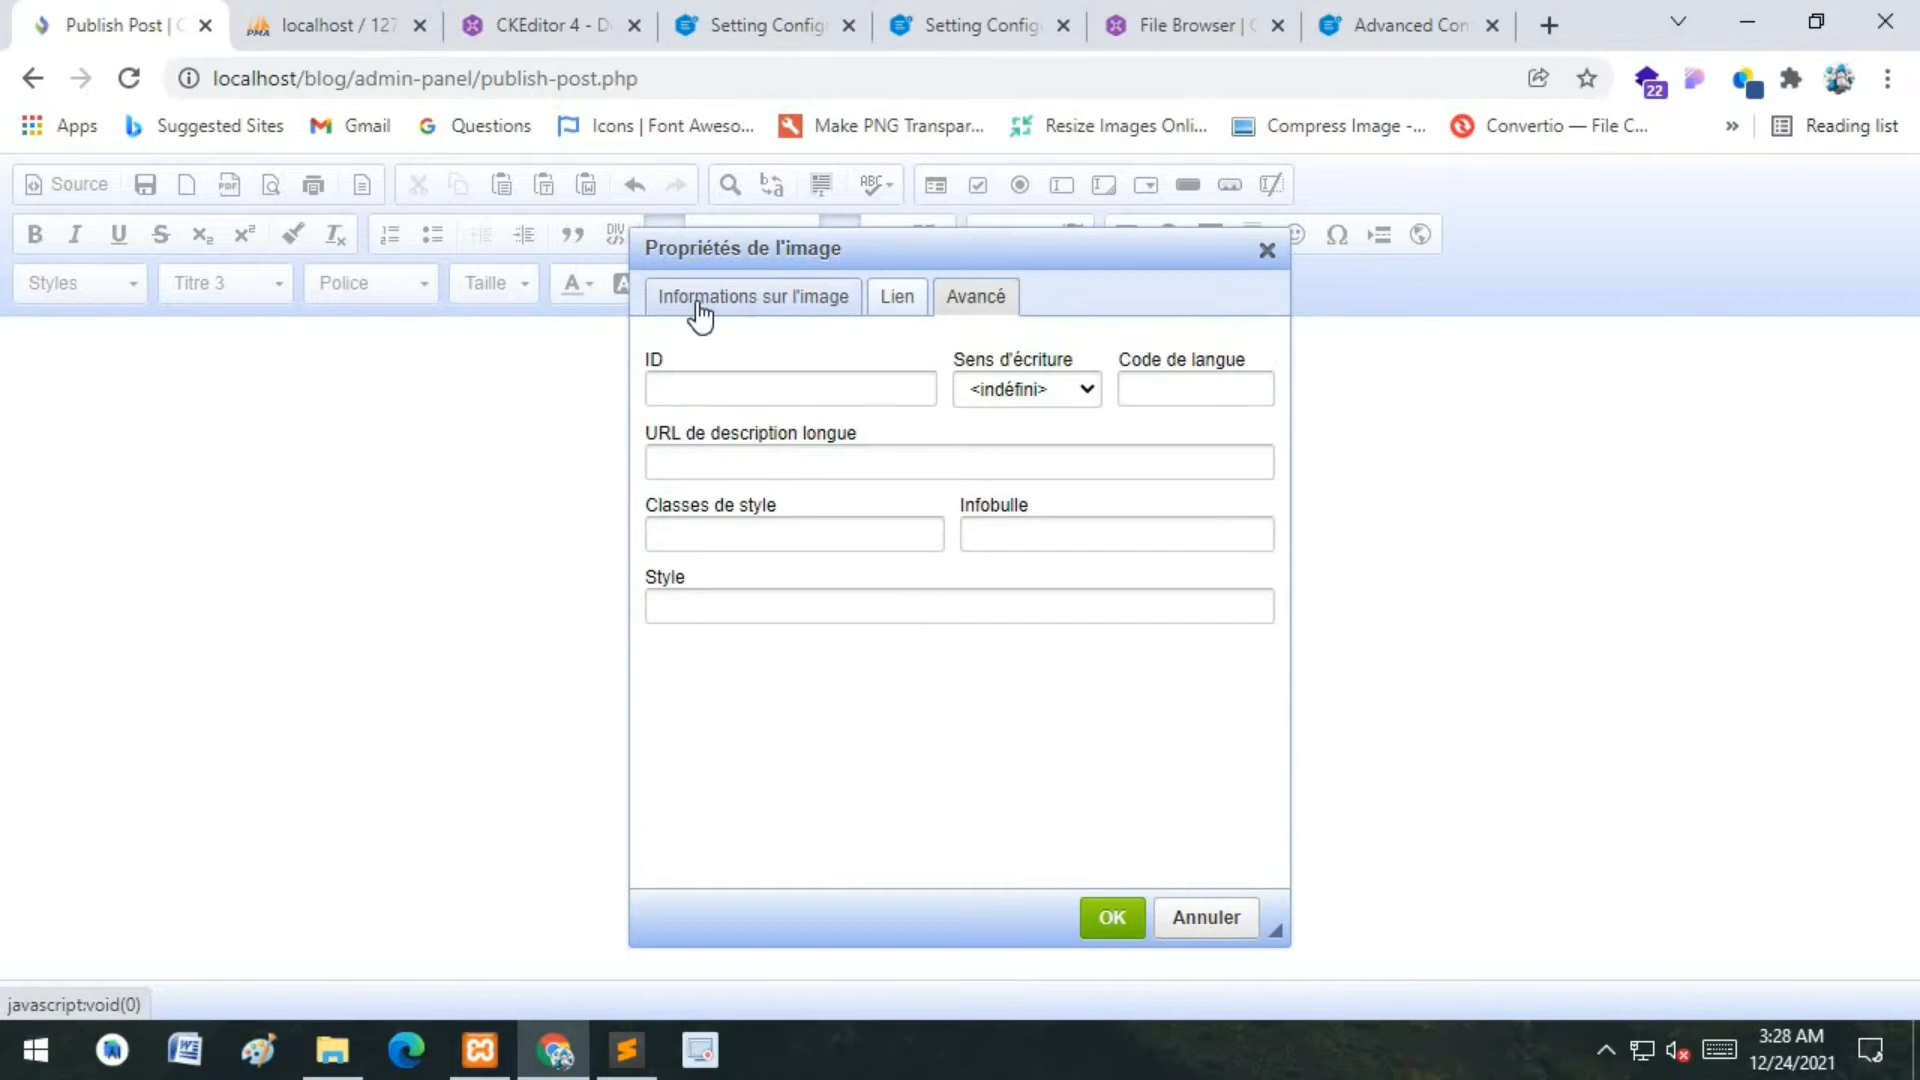 Publish Post | C
localhost / 127
CKEditor 4 - D
Setting Config
Setting Config
File Browser | C
Advanced Con
localhost/blog/admin-panel/publish-post.php
22
Apps
Suggested Sites
Gmail
Questions
Icons | Font Aweso...
Make PNG Transpar...
Resize Images Onli...
Compress Image -...
Convertio — File C...
»
Reading list
Source
Styles
Titre 3
Police
Taille
Propriétés de l'image
Informations sur l'image
Lien
Avancé
ID
Sens d'écriture
Code de langue
<indéfini>
URL de description longue
Classes de style
Infobulle
Style
OK
Annuler
javascript:void(0)
3:28 AM
12/24/2021